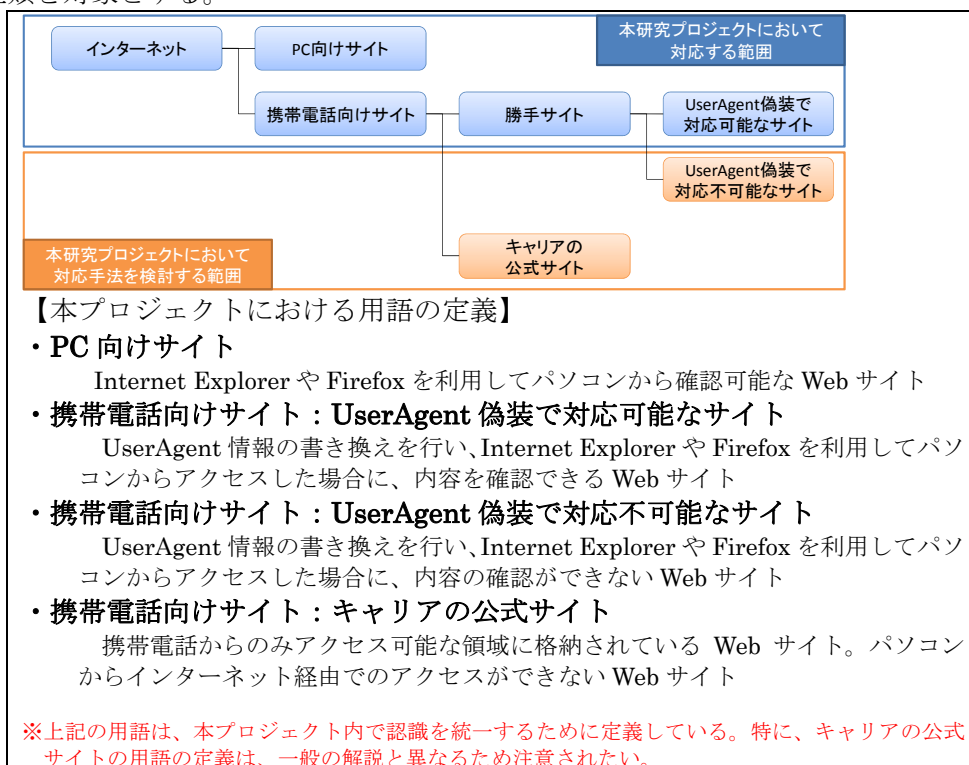 種類を対象とする。
インターネット
PC向けサイト
本研究プロジェクトにおいて
対応する範囲
携帯電話向けサイト
勝手サイト
UserAgent偽装で
対応可能なサイト
UserAgent偽装で
対応不可能なサイト
キャリアの
公式サイト
本研究プロジェクトにおいて
対応手法を検討する範囲
【本プロジェクトにおける用語の定義】
・PC 向けサイト
Internet Explorer や Firefox を利用してパソコンから確認可能な Web サイト
・携帯電話向けサイト：UserAgent 偽装で対応可能なサイト
UserAgent 情報の書き換えを行い、Internet Explorer や Firefox を利用してパソ
コンからアクセスした場合に、内容を確認できる Web サイト
・携帯電話向けサイト：UserAgent 偽装で対応不可能なサイト
UserAgent 情報の書き換えを行い、Internet Explorer や Firefox を利用してパソ
コンからアクセスした場合に、内容の確認ができない Web サイト
・携帯電話向けサイト：キャリアの公式サイト
携帯電話からのみアクセス可能な領域に格納されている Web サイト。パソコン
からインターネット経由でのアクセスができない Web サイト
※上記の用語は、本プロジェクト内で認識を統一するために定義している。特に、キャリアの公式
サイトの用語の定義は、一般の解説と異なるため注意されたい。